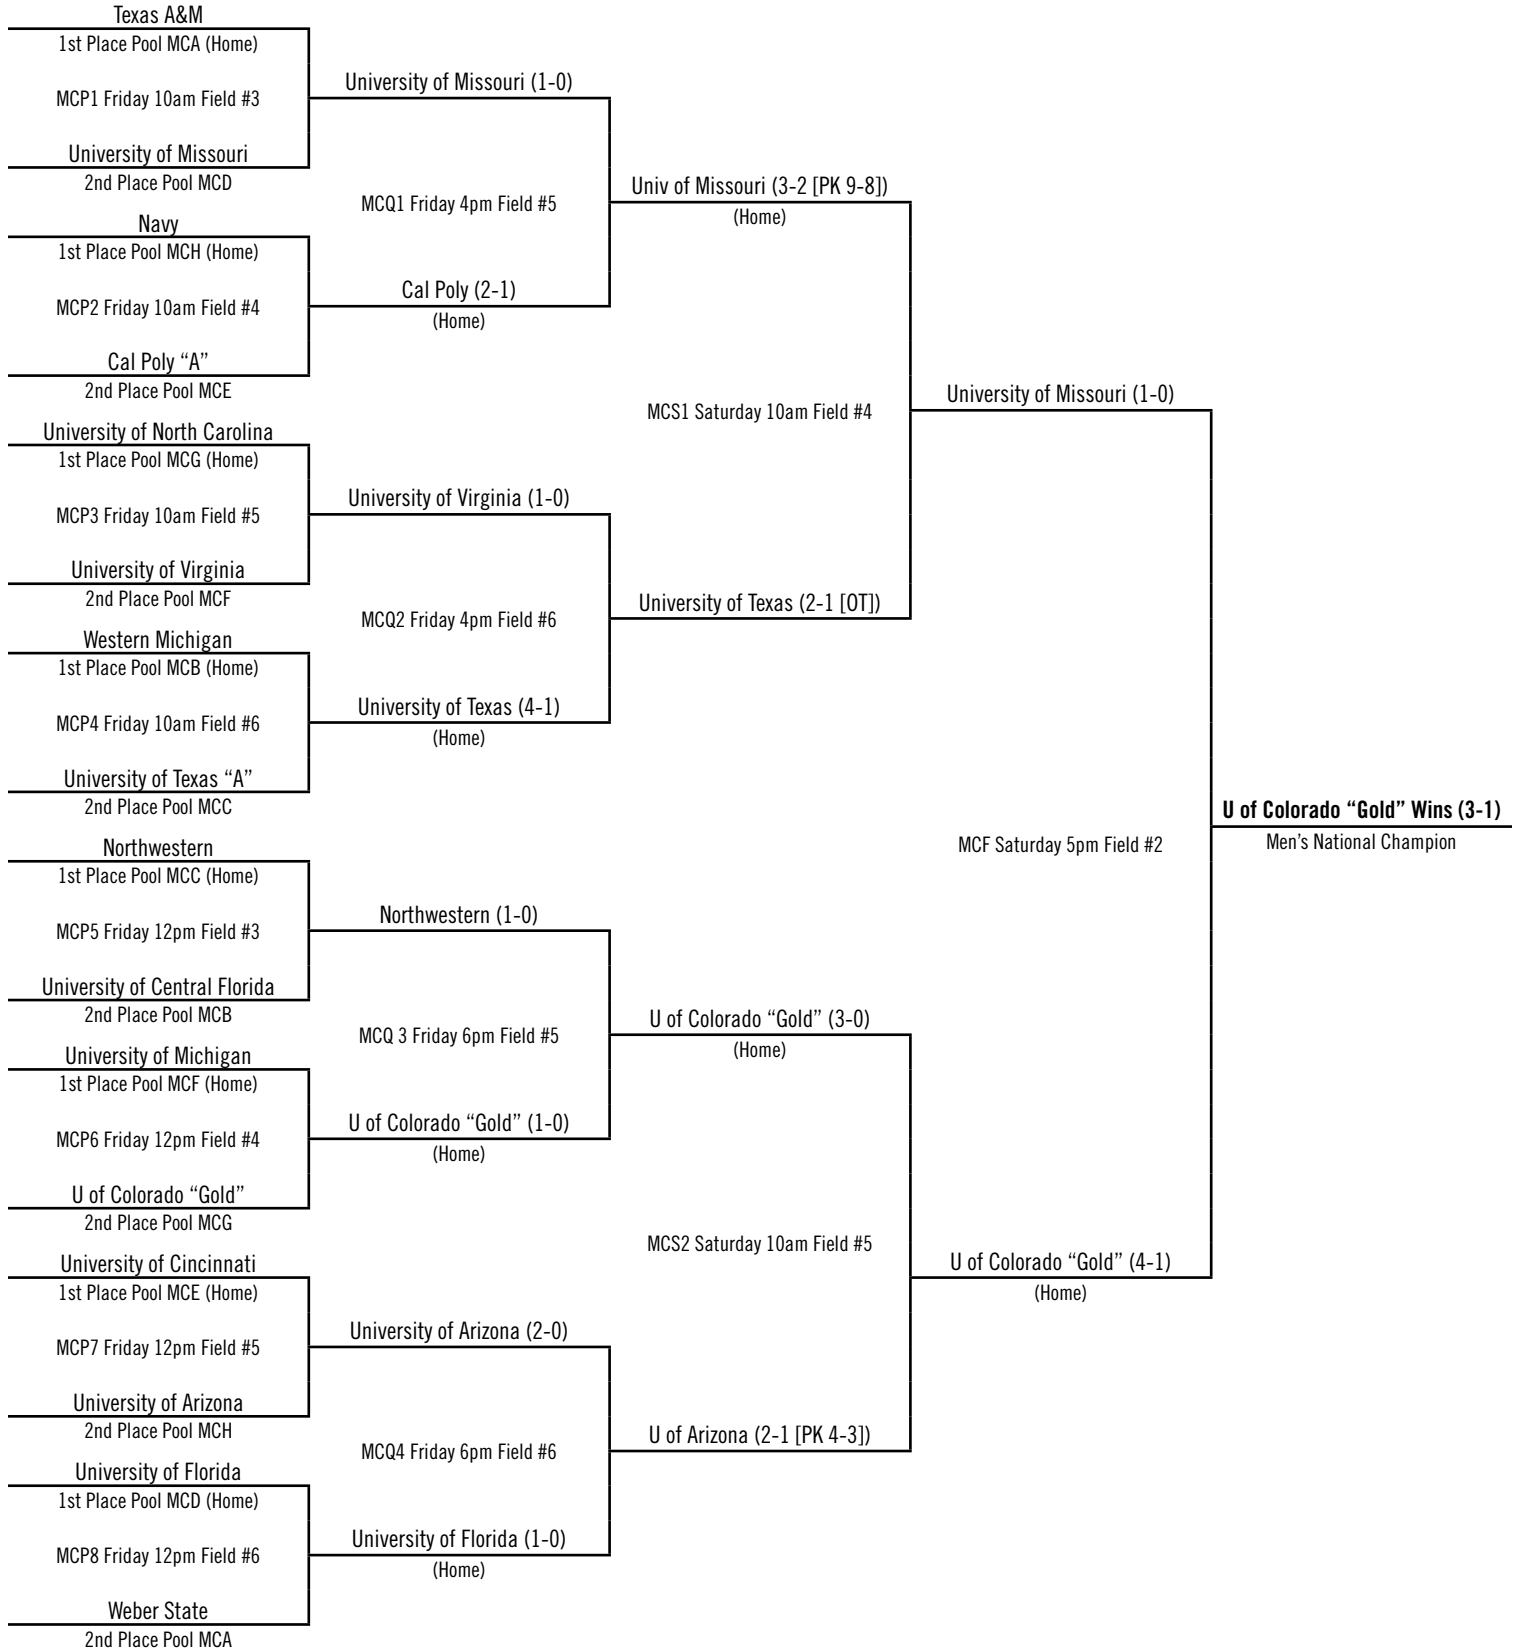 Texas A&M
1st Place Pool MCA (Home)
MCP1 Friday 10am Field #3
University of Missouri
2nd Place Pool MCD
Navy
1st Place Pool MCH (Home)
MCP2 Friday 10am Field #4
Cal Poly “A”
2nd Place Pool MCE
University of North Carolina
1st Place Pool MCG (Home)
MCP3 Friday 10am Field #5
University of Virginia
2nd Place Pool MCF
Western Michigan
1st Place Pool MCB (Home)
MCP4 Friday 10am Field #6
University of Texas “A”
2nd Place Pool MCC
Northwestern
1st Place Pool MCC (Home)
MCP5 Friday 12pm Field #3
University of Central Florida
2nd Place Pool MCB
University of Michigan
1st Place Pool MCF (Home)
MCP6 Friday 12pm Field #4
U of Colorado “Gold”
2nd Place Pool MCG
University of Cincinnati
1st Place Pool MCE (Home)
MCP7 Friday 12pm Field #5
University of Arizona
2nd Place Pool MCH
University of Florida
1st Place Pool MCD (Home)
MCP8 Friday 12pm Field #6
Weber State
2nd Place Pool MCA
University of Missouri (1-0)
MCQ1 Friday 4pm Field #5
Cal Poly (2-1)
(Home)
University of Virginia (1-0)
MCQ2 Friday 4pm Field #6
University of Texas (4-1)
(Home)
Northwestern (1-0)
MCQ 3 Friday 6pm Field #5
U of Colorado “Gold” (1-0)
(Home)
University of Arizona (2-0)
MCQ4 Friday 6pm Field #6
University of Florida (1-0)
(Home)
Univ of Missouri (3-2 [PK 9-8])
(Home)
MCS1 Saturday 10am Field #4
University of Texas (2-1 [OT])
U of Colorado “Gold” (3-0)
(Home)
MCS2 Saturday 10am Field #5
U of Arizona (2-1 [PK 4-3])
University of Missouri (1-0)
MCF Saturday 5pm Field #2
U of Colorado “Gold” (4-1)
(Home)
U of Colorado “Gold” Wins (3-1)
Men’s National Champion